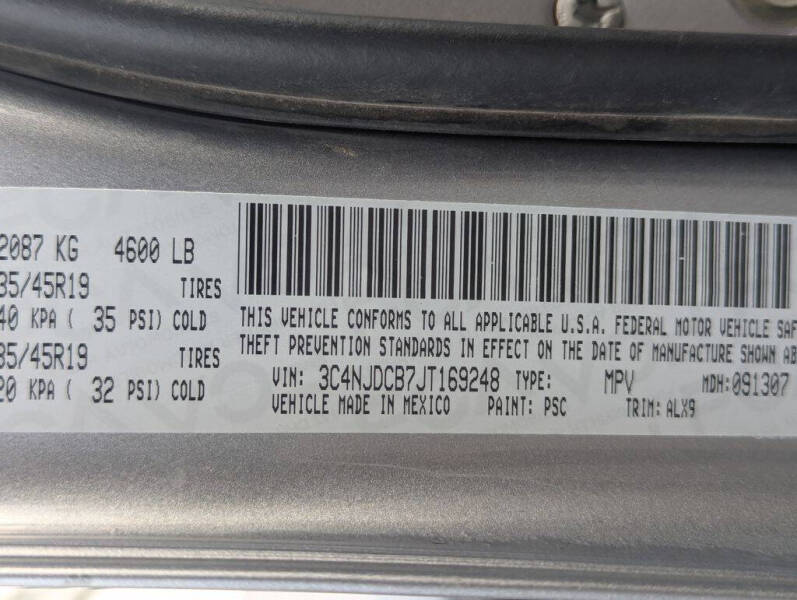 2087 KG 4600 LB
35/45R19 TIRES
40 KPA ( 35 PSI) COLD
35/45R19 TIRES
20 KPA ( 32 PSI) COLD
THIS VEHICLE CONFORMS TO ALL APPLICABLE U.S.A. FEDERAL MOTOR VEHICLE SAF
THEFT PREVENTION STANDARDS IN EFFECT ON THE DATE OF MANUFACTURE SHOWN AB
VIN: 3C4NJDCB7JT169248 TYPE: MPV MDH:091307
VEHICLE MADE IN MEXICO PAINT: PSC TRIM: ALX9